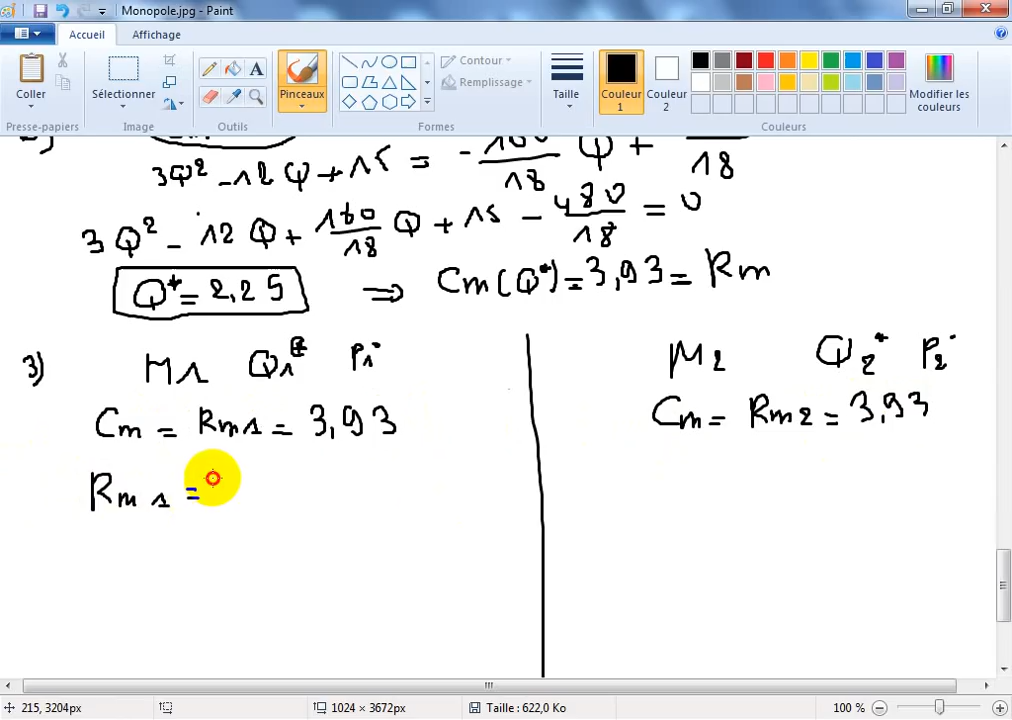 Monopole.jpg - Paint
Accueil Affichage
Coller
Sélectionner
Pinceaux
Contour
Remplissage
Taille
Couleur 1
Couleur 2
Modifier les couleurs
Presse-papiers Image Outils Formes Couleurs
3Q² - 12Q + 15 = - 160/18 Q + 18
3Q² - 12Q + 160/18 Q + 15 - 480/18 = 0
Q* = 2,25 ⇒ Cm(Q*) = 3,93 = Rm
3) M1 Q1* P1* M2 Q2* P2*
Cm = Rm1 = 3,93 Cm = Rm2 = 3,93
Rm1 =
215, 3204px 1024 × 3672px Taille : 622,0 Ko 100 %